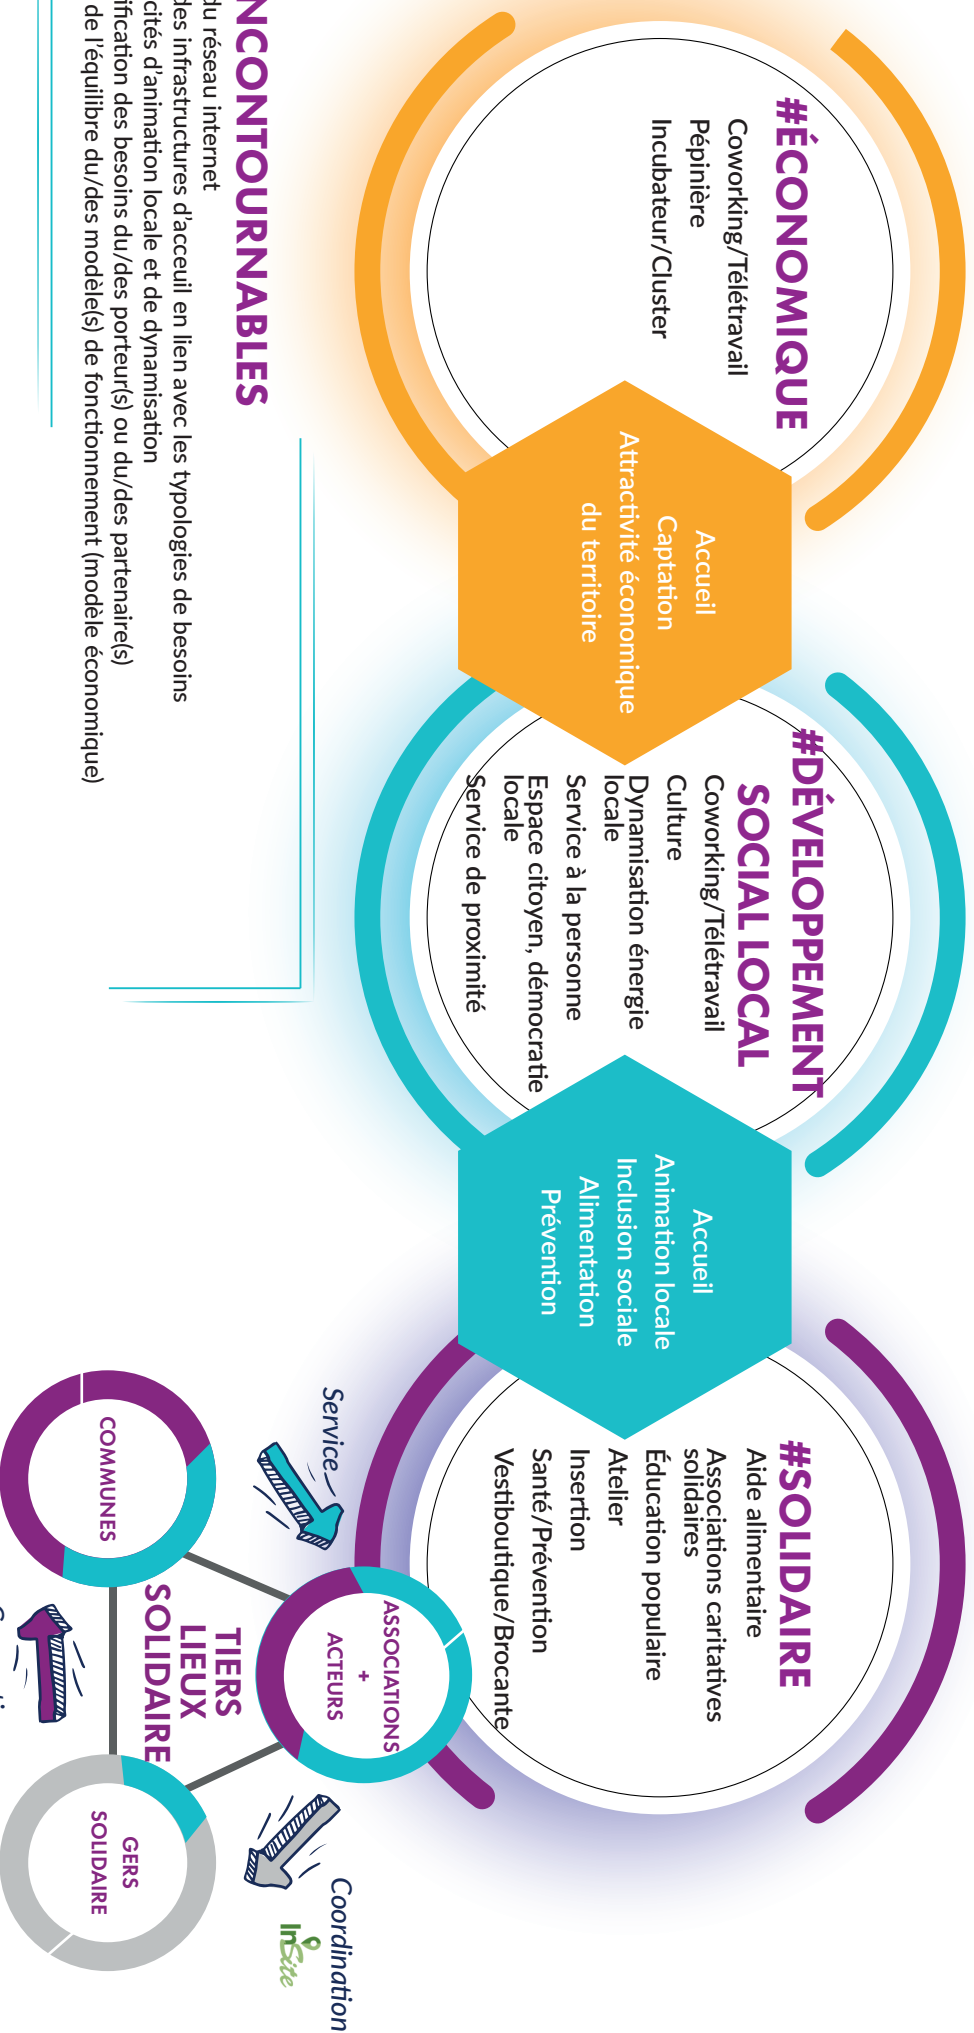 #ÉCONOMIQUE
Coworking/Télétravail
Pépinière
Incubateur/Cluster
Accueil
Captation
Attractivité économique
du territoire
#DÉVELOPPEMENT
SOCIAL LOCAL
Coworking/Télétravail
Culture
Dynamisation énergie
locale
Service à la personne
Espace citoyen, démocratie
locale
Service de proximité
Accueil
Animation locale
Inclusion sociale
Alimentation
Prévention
#SOLIDAIRE
Aide alimentaire
Associations caritatives
solidaires
Éducation populaire
Atelier
Insertion
Santé/Prévention
Vestiboutique/Brocante
NCONTOURNABLES
du réseau internet
des infrastructures d'acceuil en lien avec les typologies de besoins
cités d'animation locale et de dynamisation
ification des besoins du/des porteur(s) ou du/des partenaire(s)
de l'équilibre du/des modèle(s) de fonctionnement (modèle économique)
Service
ASSOCIATIONS
+
ACTEURS
Coordination
InSite
TIERS
LIEUX
SOLIDAIRE
COMMUNES
GERS
SOLIDAIRE